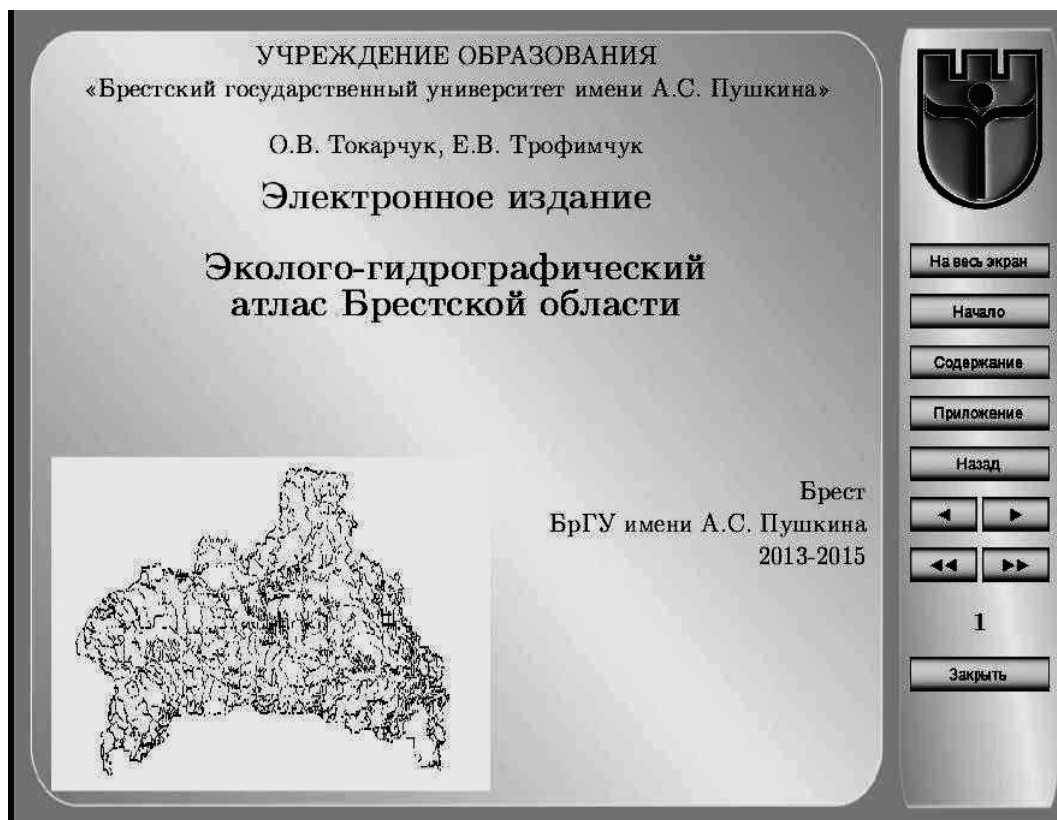 УЧРЕЖДЕНИЕ ОБРАЗОВАНИЯ
«Брестский государственный университет имени А.С. Пушкина»
О.В. Токарчук, Е.В. Трофимчук
Электронное издание
Эколого-гидрографический
атлас Брестской области
Брест
БрГУ имени А.С. Пушкина
2013-2015
На весь экран
Начало
Содержание
Приложение
Назад
1
Закрыть